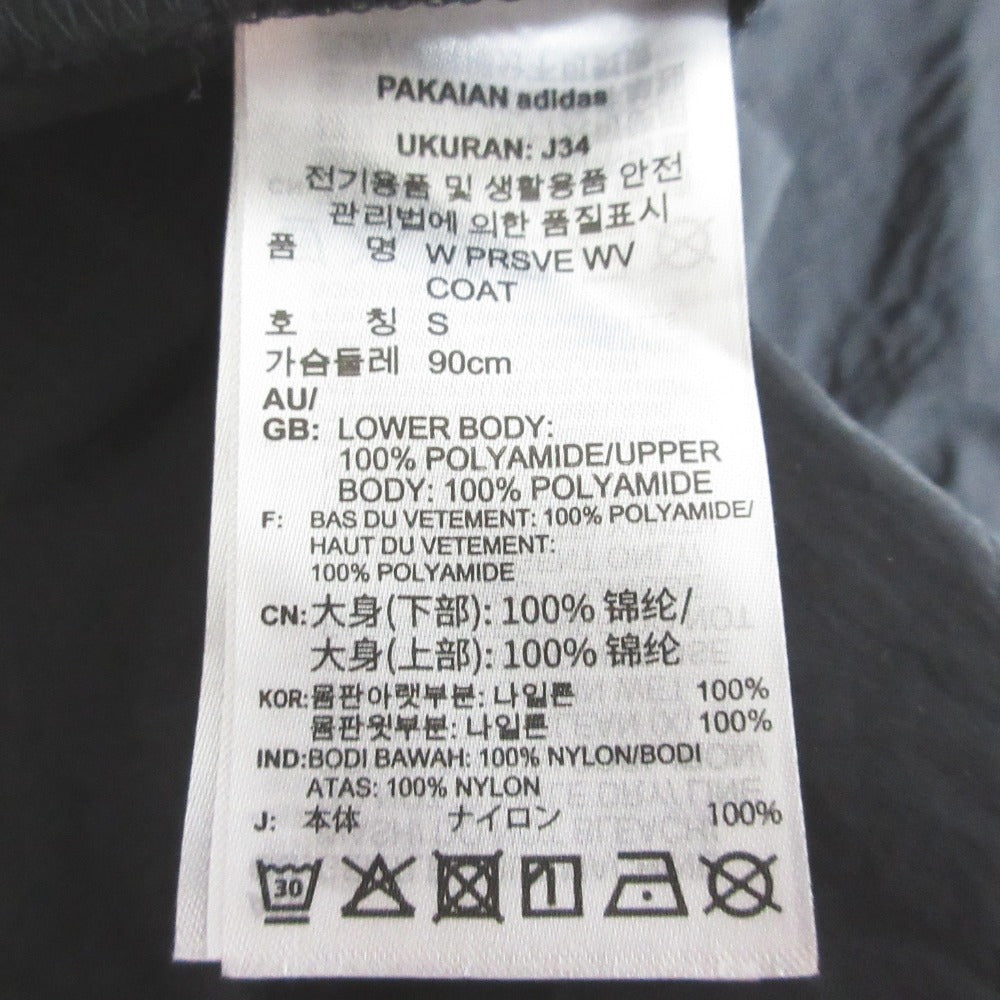 PAKAIAN adidas
UKURAN: J34
전기용품 및 생활용품 안전
관리법에 의한 품질표시
품 명 W PRSVE WV
COAT
호 칭 S
가슴둘레 90cm
AU/
GB: LOWER BODY:
100% POLYAMIDE/UPPER
BODY: 100% POLYAMIDE
F: BAS DU VETEMENT: 100% POLYAMIDE/
HAUT DU VETEMENT:
100% POLYAMIDE
CN: 大身(下部): 100% 锦纶/
大身(上部): 100% 锦纶
KOR: 몸판아랫부분: 나일론 100%
몸판윗부분: 나일론 100%
IND: BODI BAWAH: 100% NYLON/BODI
ATAS: 100% NYLON
J: 本体 ナイロン 100%
30